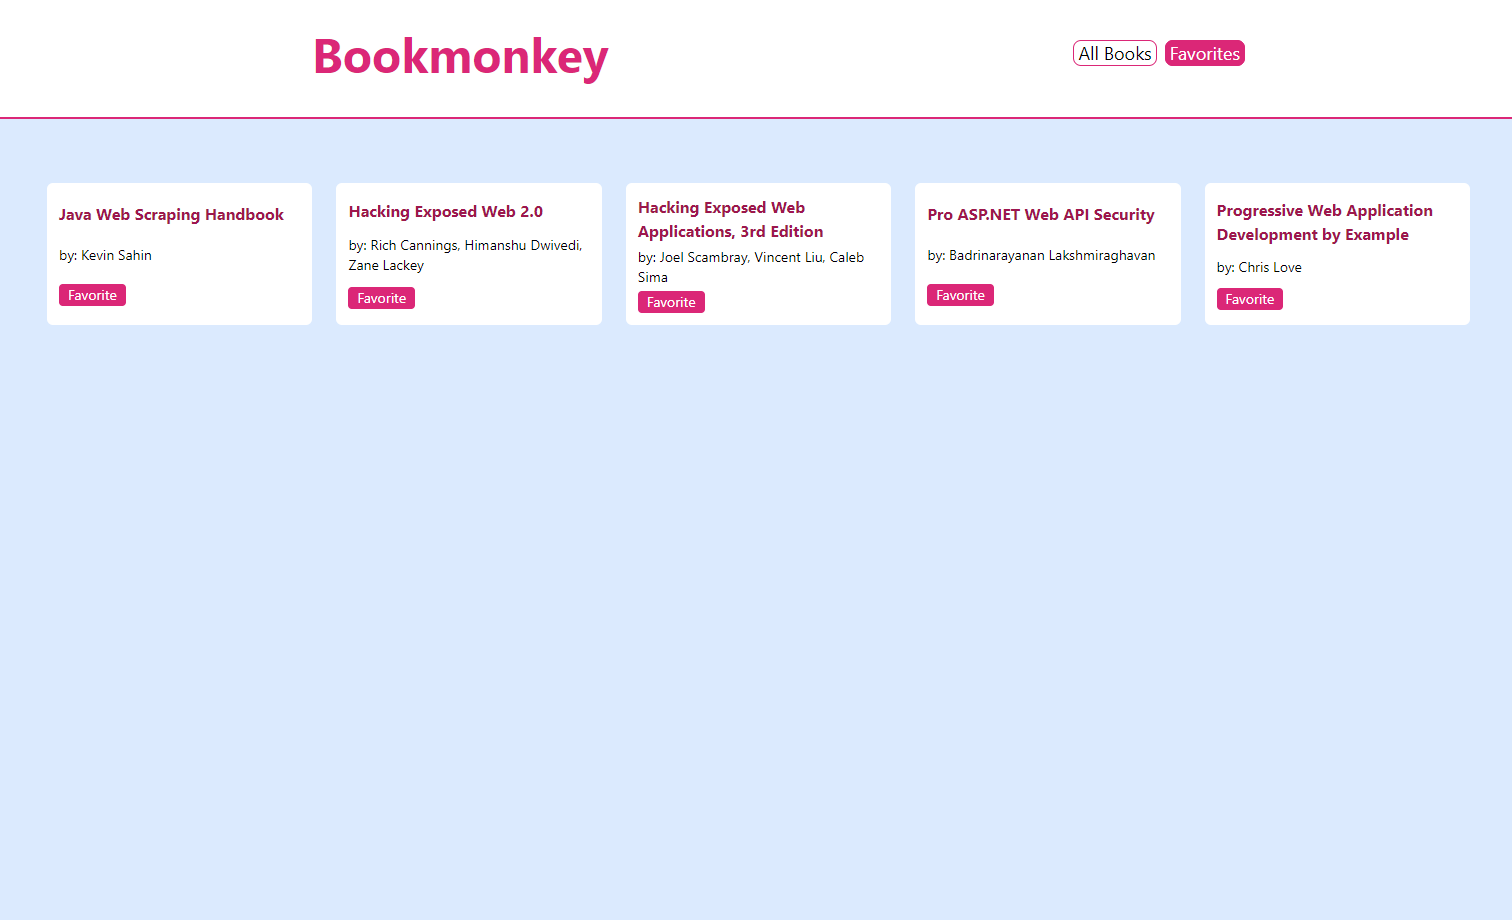 Bookmonkey
All Books
Favorites
Java Web Scraping Handbook
by: Kevin Sahin
Favorite
Hacking Exposed Web 2.0
by: Rich Cannings, Himanshu Dwivedi,
Zane Lackey
Favorite
Hacking Exposed Web
Applications, 3rd Edition
by: Joel Scambray, Vincent Liu, Caleb
Sima
Favorite
Pro ASP.NET Web API Security
by: Badrinarayanan Lakshmiraghavan
Favorite
Progressive Web Application
Development by Example
by: Chris Love
Favorite